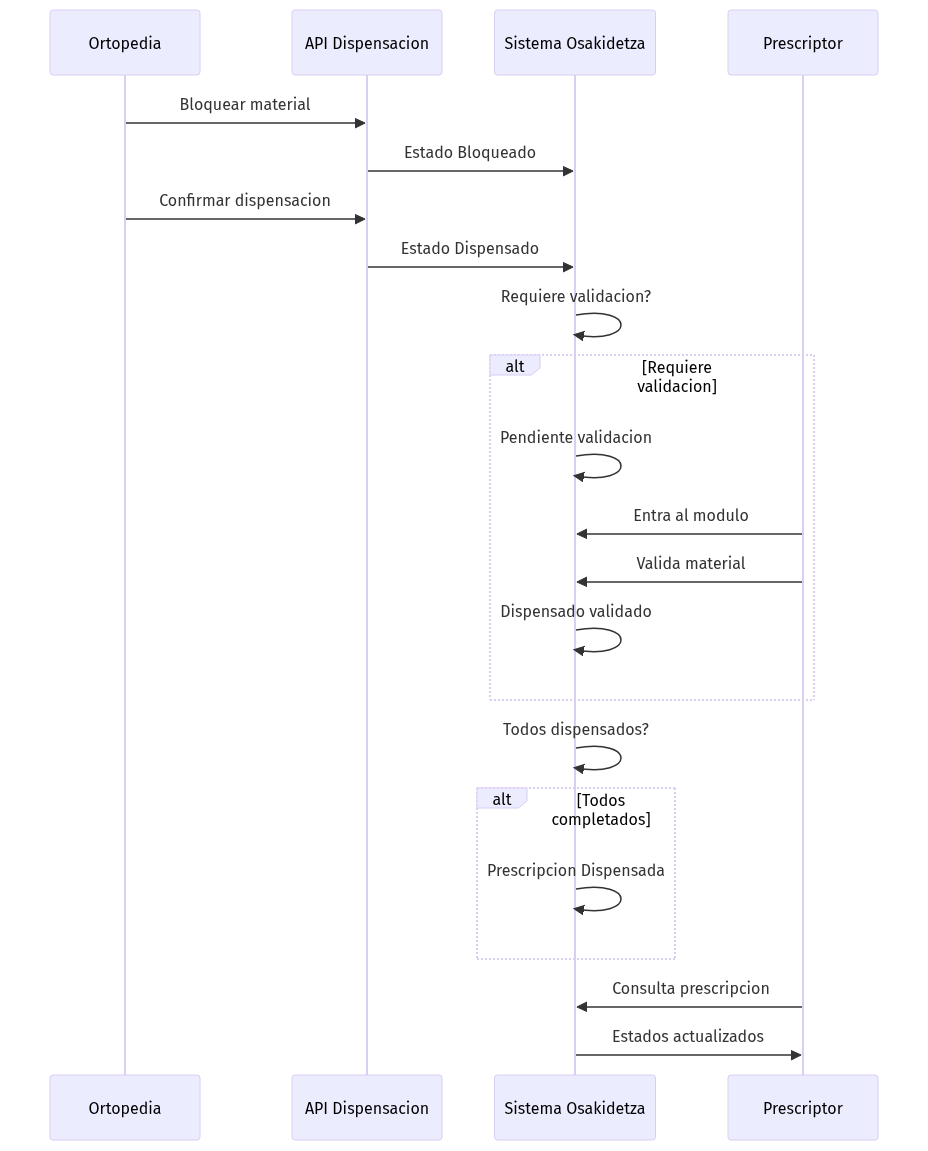 Ortopedia
API Dispensacion
Sistema Osakidetza
Prescriptor
Bloquear material
Estado Bloqueado
Confirmar dispensacion
Estado Dispensado
Requiere validacion?
alt
[Requiere
validacion]
Pendiente validacion
Entra al modulo
Valida material
Dispensado validado
Todos dispensados?
alt
[Todos
completados]
Prescripcion Dispensada
Consulta prescripcion
Estados actualizados
Ortopedia
API Dispensacion
Sistema Osakidetza
Prescriptor